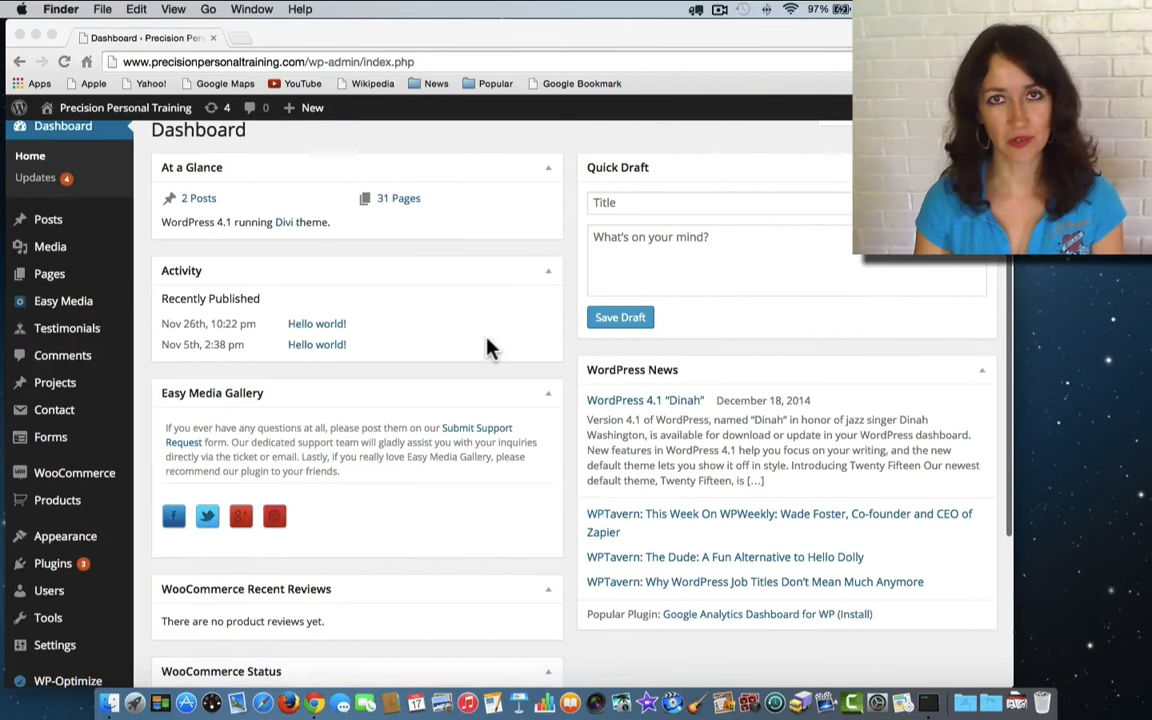 Finder File Edit View Go Window Help 97%
Dashboard ‹ Precision Per
www.precisionpersonaltraining.com/wp-admin/index.php
Apps Apple Yahoo! Google Maps YouTube Wikipedia News Popular Google Bookmark
Precision Personal Training 4 0 + New
Dashboard
Home
Updates 4
Posts
Media
Pages
Easy Media
Testimonials
Comments
Projects
Contact
Forms
WooCommerce
Products
Appearance
Plugins 3
Users
Tools
Settings
WP-Optimize
Dashboard
At a Glance
2 Posts 31 Pages
WordPress 4.1 running Divi theme.
Activity
Recently Published
Nov 26th, 10:22 pm Hello world!
Nov 5th, 2:38 pm Hello world!
Easy Media Gallery
If you ever have any questions at all, please post them on our Submit Support
Request form. Our dedicated support team will gladly assist you with your inquiries
directly via the ticket or email. Lastly, if you really love Easy Media Gallery, please
recommend our plugin to your friends.
WooCommerce Recent Reviews
There are no product reviews yet.
WooCommerce Status
Quick Draft
Title
What's on your mind?
Save Draft
WordPress News
WordPress 4.1 “Dinah” December 18, 2014
Version 4.1 of WordPress, named “Dinah” in honor of jazz singer Dinah
Washington, is available for download or update in your WordPress dashboard.
New features in WordPress 4.1 help you focus on your writing, and the new
default theme lets you show it off in style. Introducing Twenty Fifteen Our newest
default theme, Twenty Fifteen, is […]
WPTavern: This Week On WPWeekly: Wade Foster, Co-founder and CEO of
Zapier
WPTavern: The Dude: A Fun Alternative to Hello Dolly
WPTavern: Why WordPress Job Titles Don’t Mean Much Anymore
Popular Plugin: Google Analytics Dashboard for WP (Install)